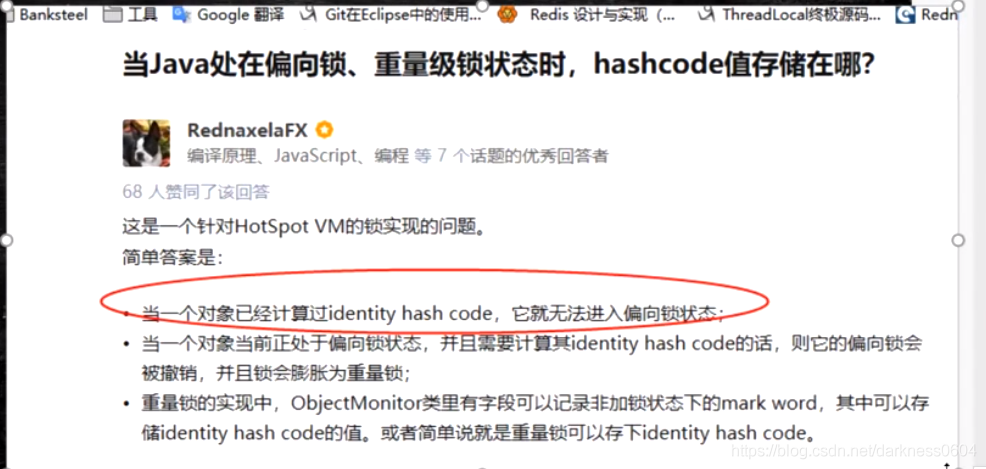 Banksteel 工具 Google 翻译 Git在Eclipse中的使用... Redis 设计与实现（... ThreadLocal终极源码... Redn
当Java处在偏向锁、重量级锁状态时，hashcode值存储在哪？
RednaxelaFX
编译原理、JavaScript、编程 等 7 个话题的优秀回答者
68 人赞同了该回答
这是一个针对HotSpot VM的锁实现的问题。
简单答案是：
• 当一个对象已经计算过identity hash code，它就无法进入偏向锁状态；
• 当一个对象当前正处于偏向锁状态，并且需要计算其identity hash code的话，则它的偏向锁会
被撤销，并且锁会膨胀为重量锁；
• 重量锁的实现中，ObjectMonitor类里有字段可以记录非加锁状态下的mark word，其中可以存
储identity hash code的值。或者简单说就是重量锁可以存下identity hash code。
https://blog.csdn.net/darkness0604